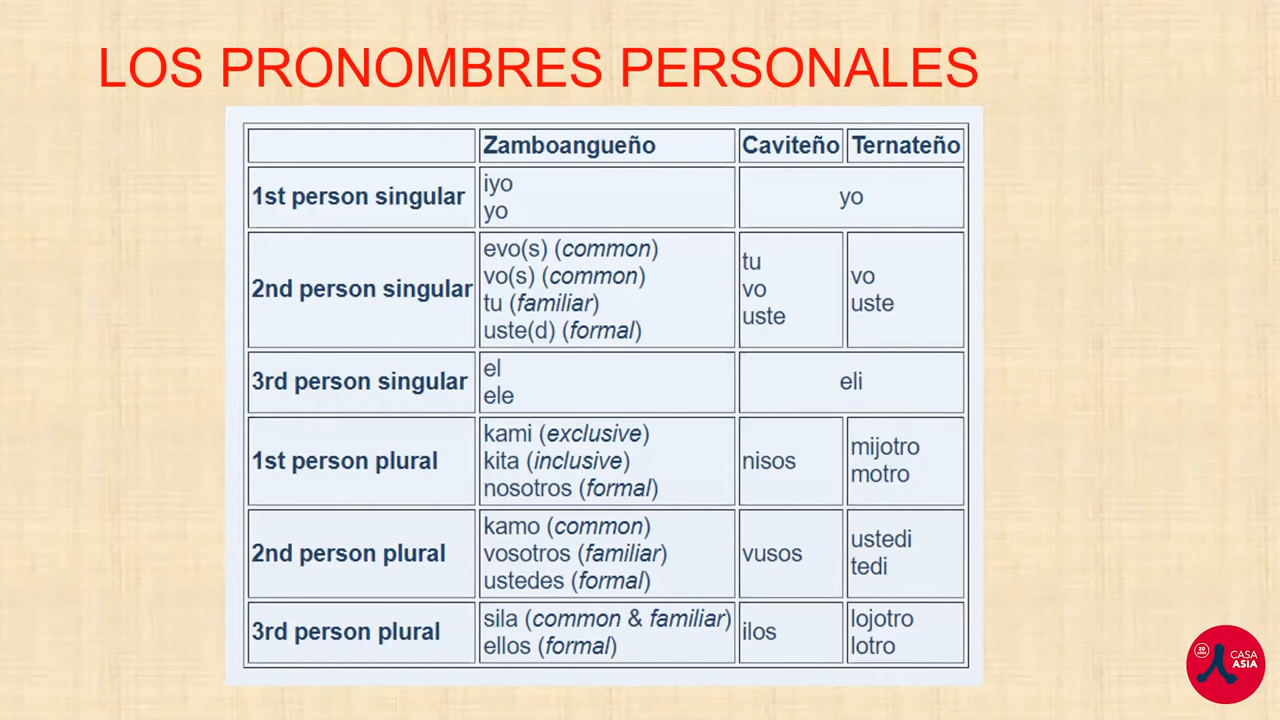 LOS PRONOMBRES PERSONALES
Zamboangueño Caviteño Ternateño
1st person singular
iyo
yo
yo
2nd person singular
evo(s) (common)
vo(s) (common)
tu (familiar)
uste(d) (formal)
tu
vo
uste
vo
uste
3rd person singular
el
ele
eli
1st person plural
kami (exclusive)
kita (inclusive)
nosotros (formal)
nisos
mijotro
motro
2nd person plural
kamo (common)
vosotros (familiar)
ustedes (formal)
vusos
ustedi
tedi
3rd person plural
sila (common & familiar)
ellos (formal)
ilos
lojotro
lotro
20
CASA
ASIA